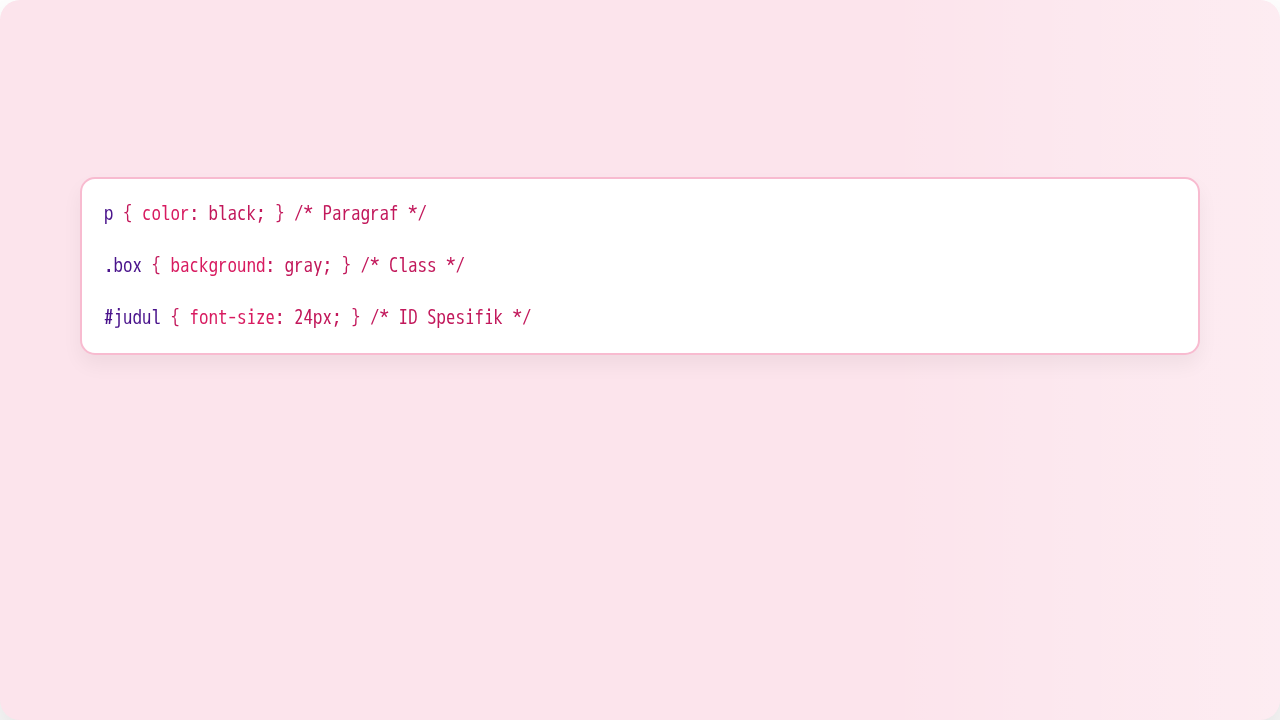 p { color: black; } /* Paragraf */
.box { background: gray; } /* Class */
#judul { font-size: 24px; } /* ID Spesifik */